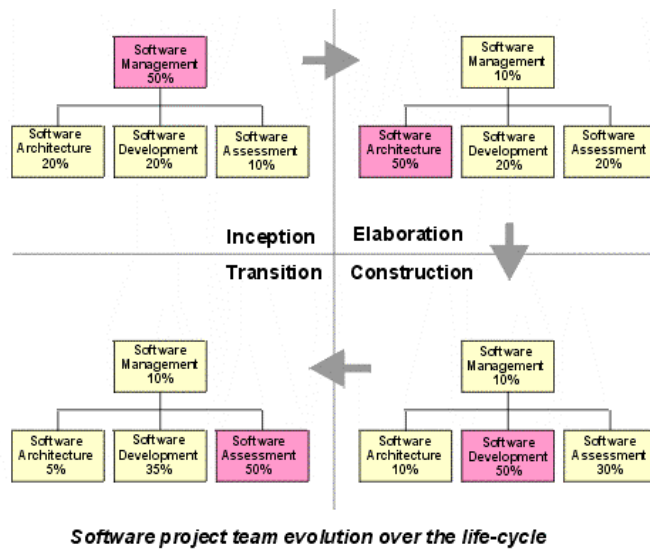 Software
Management
50%
Software
Architecture
20%
Software
Development
20%
Software
Assessment
10%
Software
Management
10%
Software
Architecture
50%
Software
Development
20%
Software
Assessment
20%
Inception
Elaboration
Transition
Construction
Software
Management
10%
Software
Architecture
5%
Software
Development
35%
Software
Assessment
50%
Software
Management
10%
Software
Architecture
10%
Software
Development
50%
Software
Assessment
30%
Software project team evolution over the life-cycle